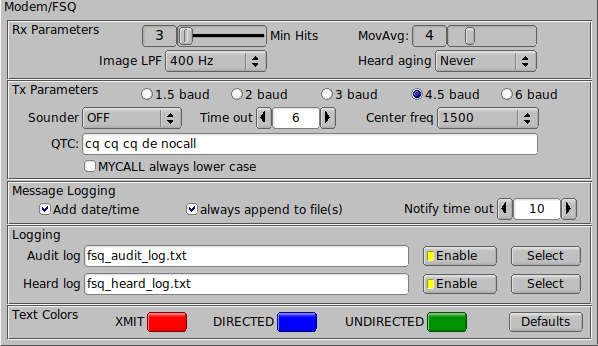 Modem/FSQ
Rx Parameters
3 Min Hits MovAvg: 4
Image LPF 400 Hz Heard aging Never
Tx Parameters
1.5 baud 2 baud 3 baud 4.5 baud 6 baud
Sounder OFF Time out 6 Center freq 1500
QTC: cq cq cq de nocall
MYCALL always lower case
Message Logging
Add date/time always append to file(s) Notify time out 10
Logging
Audit log fsq_audit_log.txt Enable Select
Heard log fsq_heard_log.txt Enable Select
Text Colors
XMIT DIRECTED UNDIRECTED Defaults